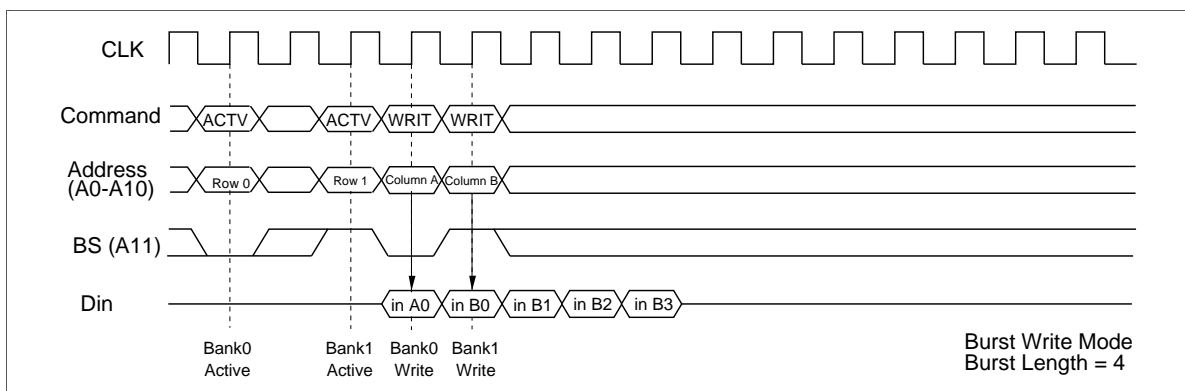 CLK
Command
ACTV
ACTV
WRIT
WRIT
Address
(A0-A10)
Row 0
Row 1
Column A
Column B
BS (A11)
Din
in A0
in B0
in B1
in B2
in B3
Bank0
Active
Bank1
Active
Bank0
Write
Bank1
Write
Burst Write Mode
Burst Length = 4